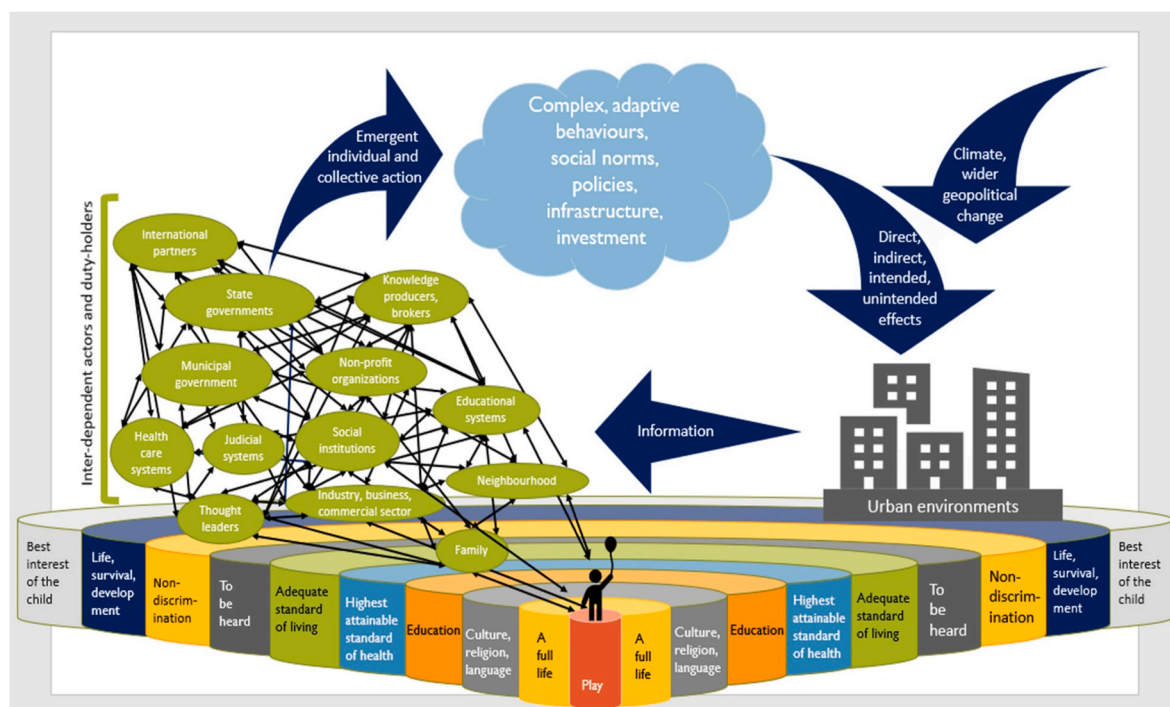 Complex, adaptive
behaviours,
social norms,
policies,
infrastructure,
investment
Emergent
individual and
collective action
Climate,
wider
geopolitical
change
Direct,
indirect,
intended,
unintended
effects
Inter-dependent actors and duty-holders
International
partners
State
governments
Knowledge
producers,
brokers
Municipal
government
Non-profit
organizations
Educational
systems
Health
care
systems
Judicial
systems
Social
institutions
Neighbourhood
Industry, business,
commercial sector
Thought
leaders
Family
Information
Urban environments
Best
interest
of the
child
Life,
survival,
develop
ment
Non-
discrim-
ination
To
be
heard
Adequate
standard
of living
Highest
attainable
standard
of health
Education
Culture,
religion,
language
A
full
life
Play
A
full
life
Culture,
religion,
language
Education
Highest
attainable
standard
of health
Adequate
standard
of living
To
be
heard
Non-
discrim-
ination
Life,
survival,
develop
ment
Best
interest
of the
child